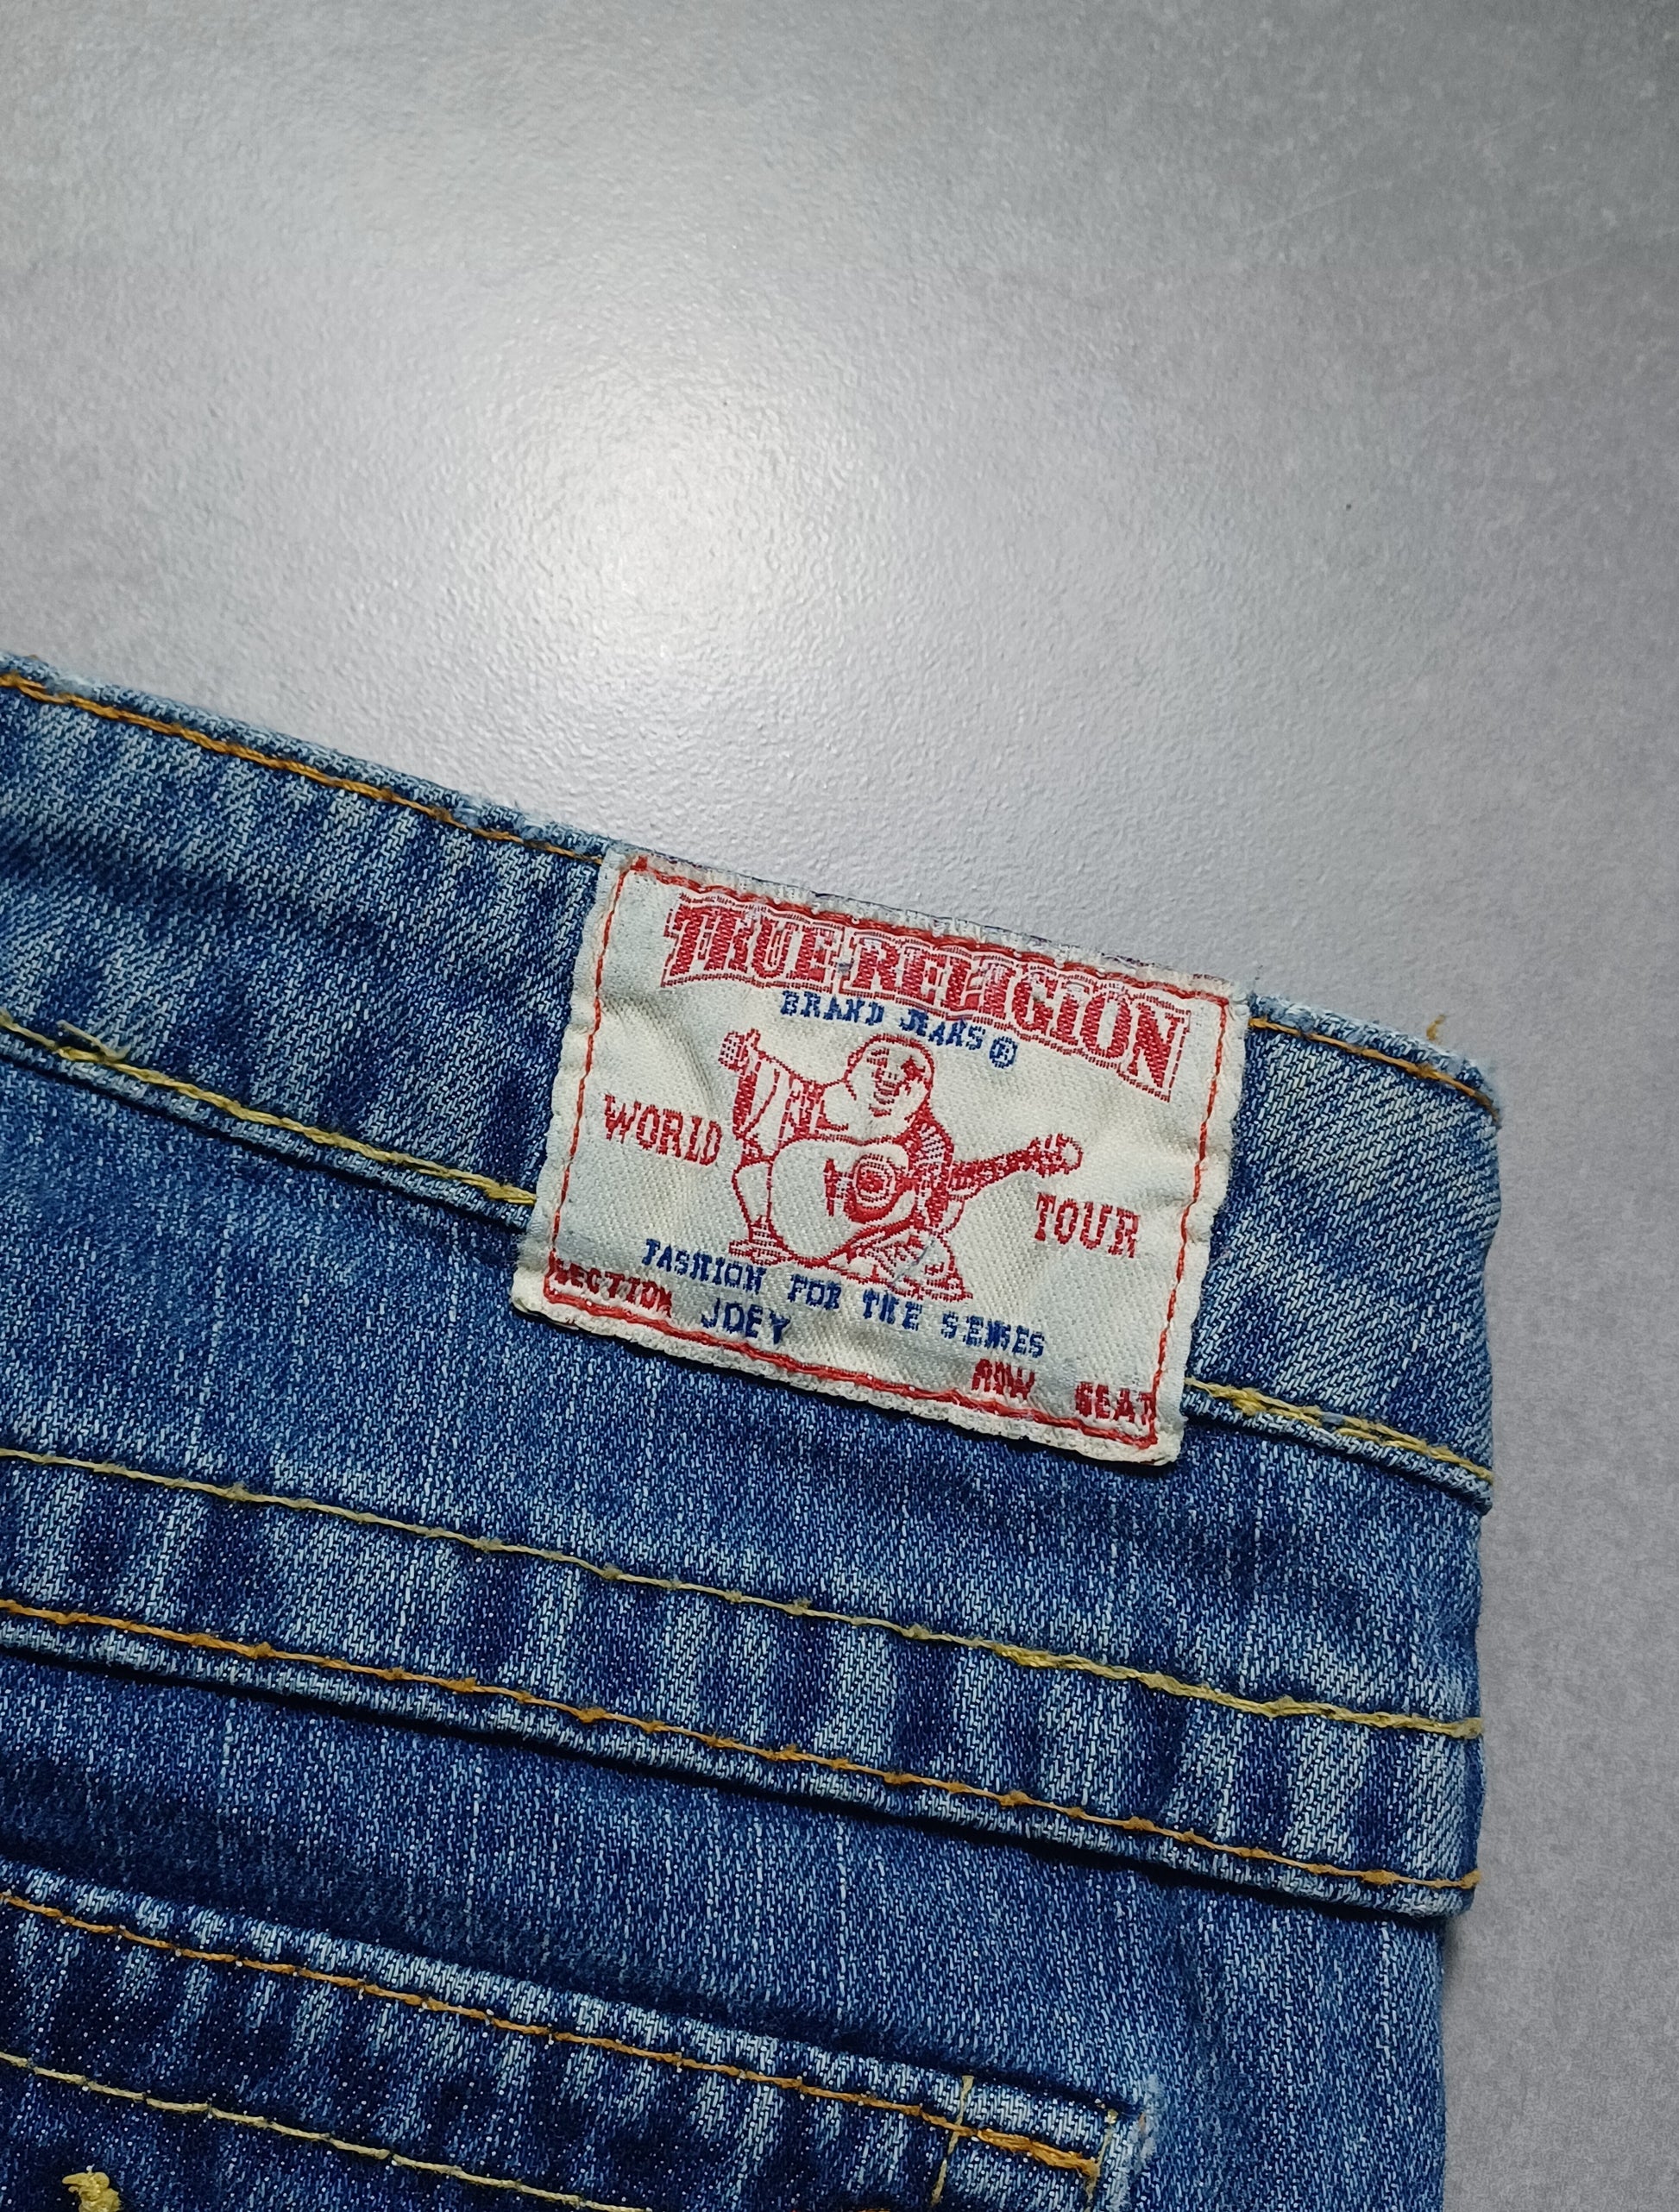 TRUE RELIGION
BRAND JEANS ®
WORLD TOUR
FASHION FOR THE SENSES
SECTION JOEY ROW SEAT